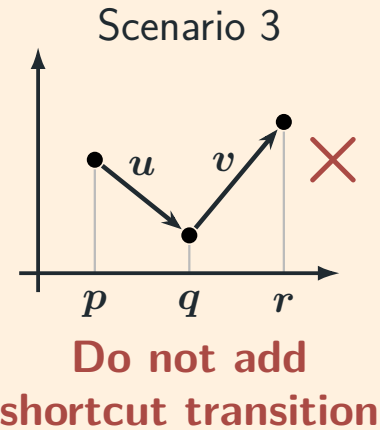 Scenario 3
u v
p q r
Do not add
shortcut transition